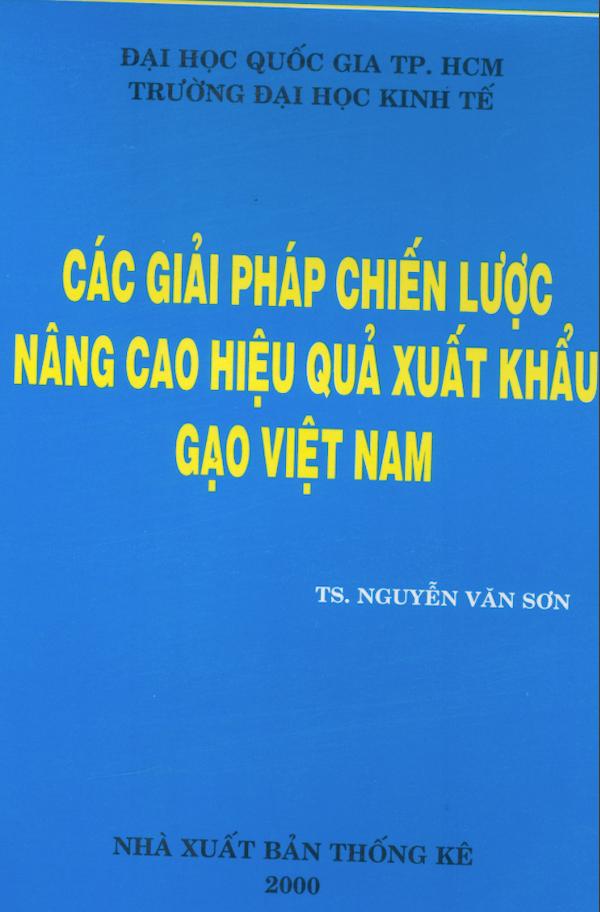 ĐẠI HỌC QUỐC GIA TP. HCM
TRƯỜNG ĐẠI HỌC KINH TẾ
CÁC GIẢI PHÁP CHIẾN LƯỢC
NÂNG CAO HIỆU QUẢ XUẤT KHẨU
GẠO VIỆT NAM
TS. NGUYỄN VĂN SƠN
NHÀ XUẤT BẢN THỐNG KÊ
2000